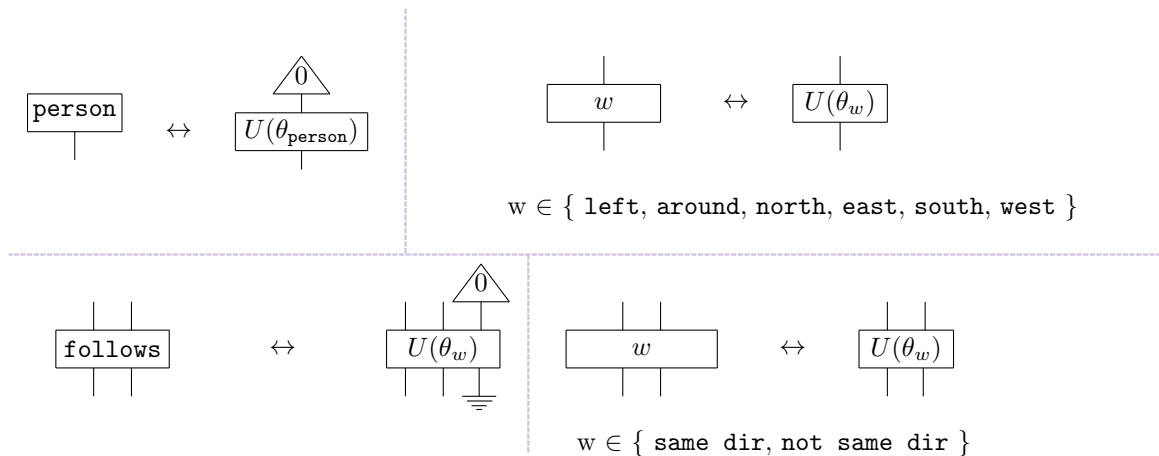 person ↔ 0 U(θ_person)
w ↔ U(θ_w)
w ∈ { left, around, north, east, south, west }
follows ↔ 0 U(θ_w)
w ↔ U(θ_w)
w ∈ { same dir, not same dir }